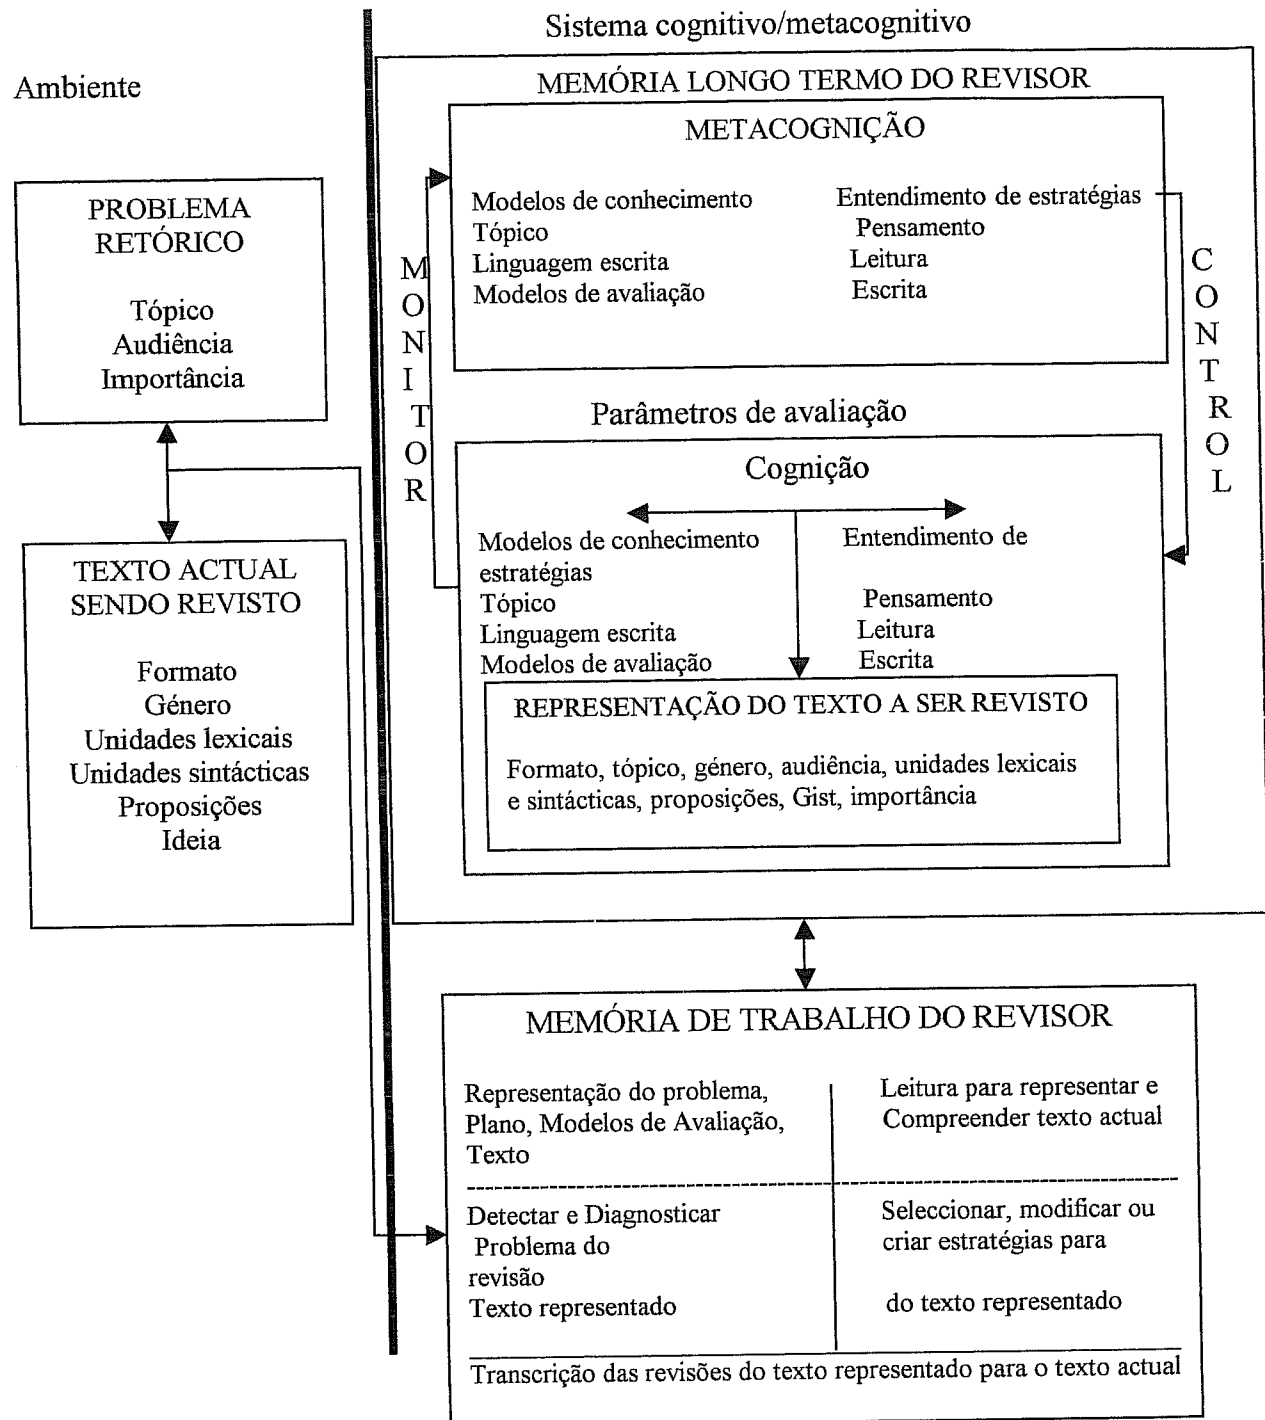 Sistema cognitivo/metacognitivo
Ambiente
PROBLEMA
RETÓRICO
Tópico
Audiência
Importância
TEXTO ACTUAL
SENDO REVISTO
Formato
Género
Unidades lexicais
Unidades sintácticas
Proposições
Ideia
MEMÓRIA LONGO TERMO DO REVISOR
METACOGNIÇÃO
Modelos de conhecimento Entendimento de estratégias
Tópico Pensamento
Linguagem escrita Leitura
Modelos de avaliação Escrita
MONITOR
CONTROL
Parâmetros de avaliação
Cognição
Modelos de conhecimento Entendimento de
estratégias
Tópico Pensamento
Linguagem escrita Leitura
Modelos de avaliação Escrita
REPRESENTAÇÃO DO TEXTO A SER REVISTO
Formato, tópico, género, audiência, unidades lexicais
e sintácticas, proposições, Gist, importância
MEMÓRIA DE TRABALHO DO REVISOR
Representação do problema,
Plano, Modelos de Avaliação,
Texto
Leitura para representar e
Compreender texto actual
Detectar e Diagnosticar
Problema do
revisão
Texto representado
Seleccionar, modificar ou
criar estratégias para
do texto representado
Transcrição das revisões do texto representado para o texto actual